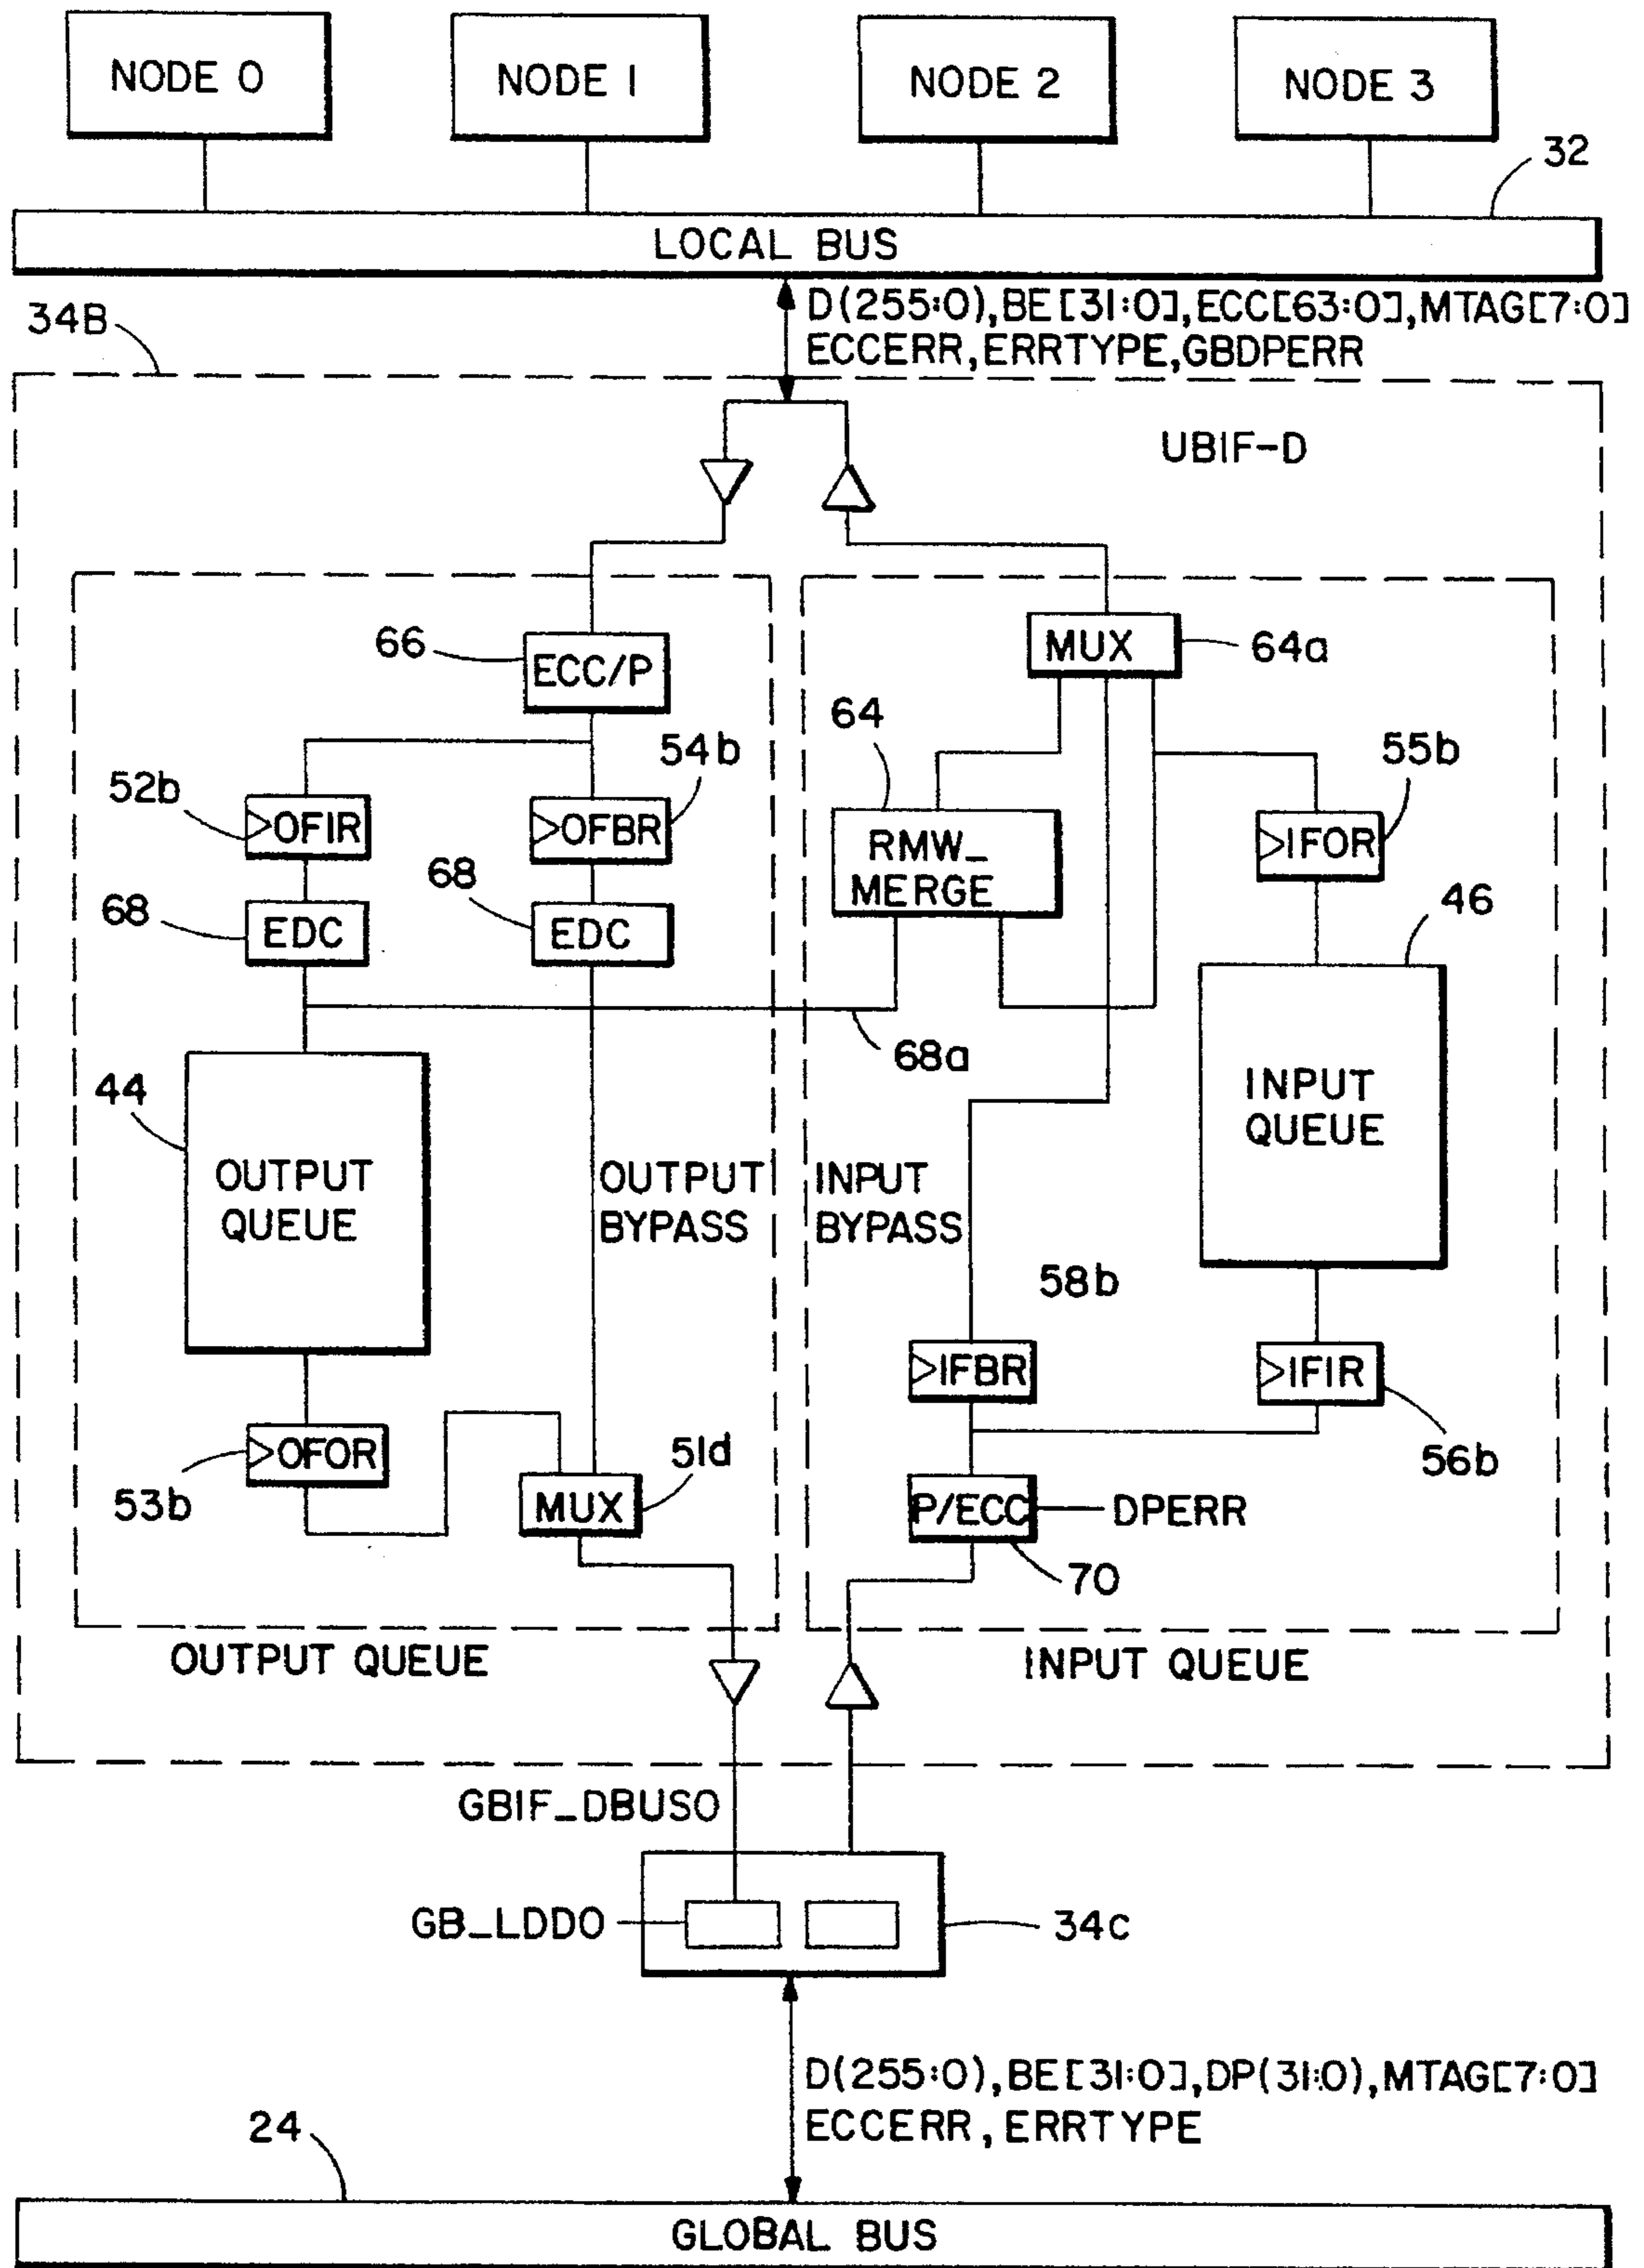 NODE 0
NODE 1
NODE 2
NODE 3
32
LOCAL BUS
D(255:0),BE[31:0],ECC[63:0],MTAG[7:0]
ECCERR,ERRTYPE,GBDPERR
34B
UBIF-D
66
ECC/P
MUX
64a
64
54b
55b
52b
OFIR
OFBR
RMW_
MERGE
IFOR
68
EDC
68
EDC
46
68a
44
OUTPUT
QUEUE
INPUT
QUEUE
OUTPUT
BYPASS
INPUT
BYPASS
58b
IFBR
IFIR
OFOR
51d
56b
53b
MUX
P/ECC
DPERR
70
OUTPUT QUEUE
INPUT QUEUE
GBIF_DBUSO
GB_LDDO
34c
D(255:0),BE[31:0],DP(31:0),MTAG[7:0]
ECCERR, ERRTYPE
24
GLOBAL BUS